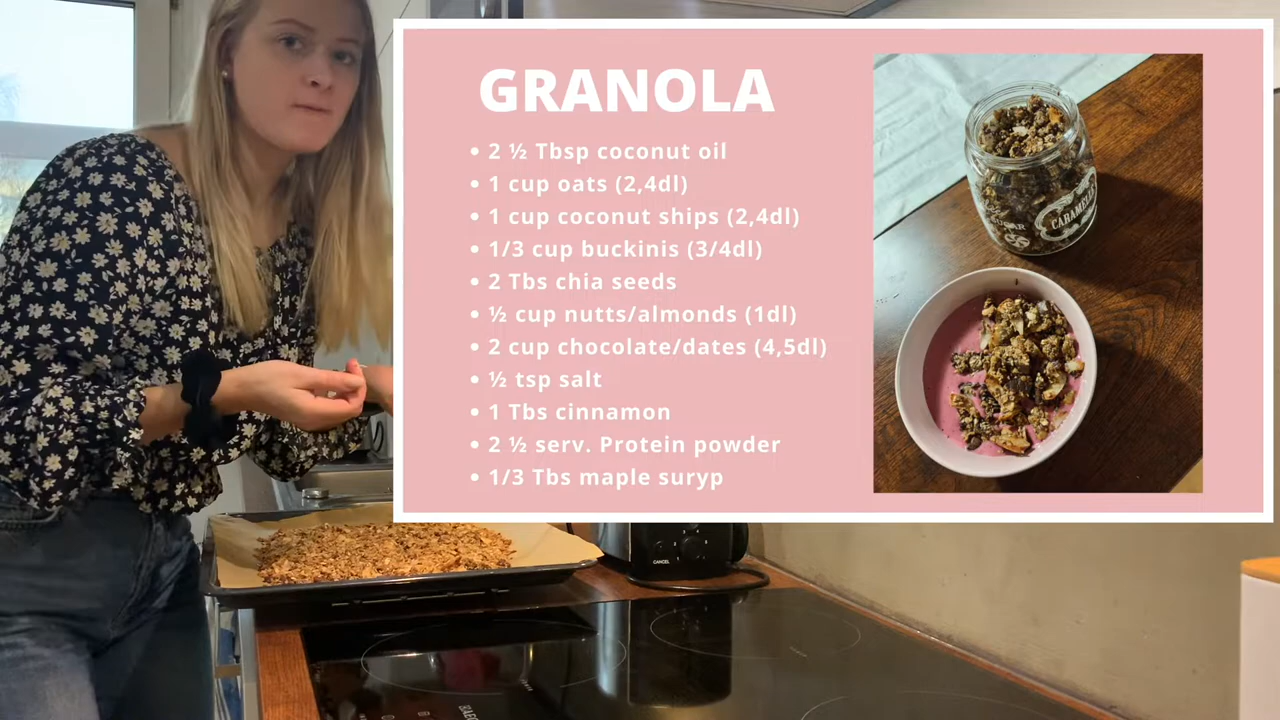 GRANOLA
• 2 ½ Tbsp coconut oil
• 1 cup oats (2,4dl)
• 1 cup coconut ships (2,4dl)
• 1/3 cup buckinis (3/4dl)
• 2 Tbs chia seeds
• ½ cup nutts/almonds (1dl)
• 2 cup chocolate/dates (4,5dl)
• ½ tsp salt
• 1 Tbs cinnamon
• 2 ½ serv. Protein powder
• 1/3 Tbs maple suryp
CANCEL